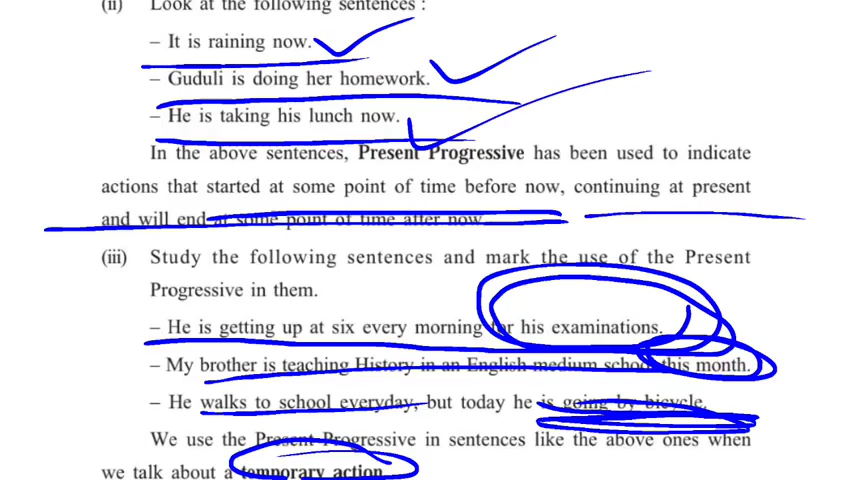 (ii) Look at the following sentences :
– It is raining now.
– Guduli is doing her homework.
– He is taking his lunch now.
In the above sentences, Present Progressive has been used to indicate
actions that started at some point of time before now, continuing at present
and will end at some point of time after now.
(iii) Study the following sentences and mark the use of the Present
Progressive in them.
– He is getting up at six every morning for his examinations.
– My brother is teaching History in an English medium school this month.
– He walks to school everyday, but today he is going by bicycle.
We use the Present Progressive in sentences like the above ones when
we talk about a temporary action.